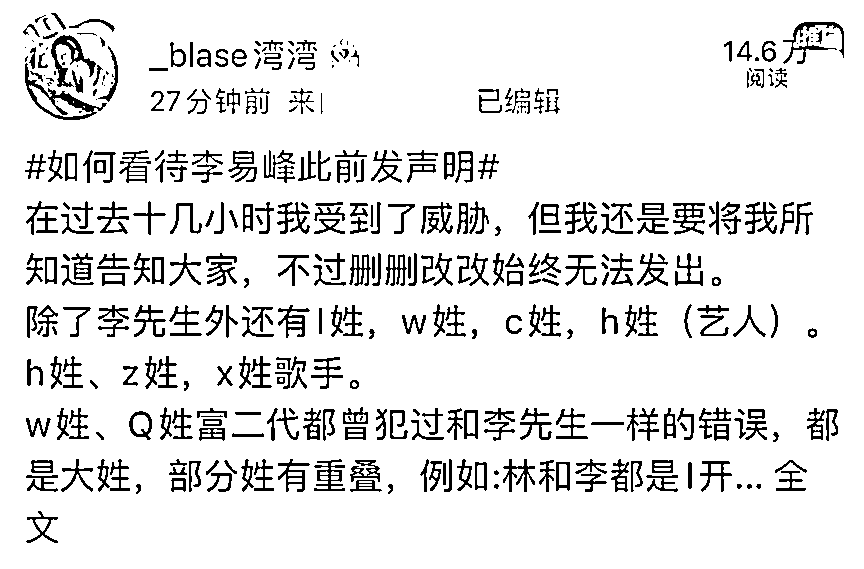 _blase湾湾
14.6万
阅读
27分钟前 来
已编辑
#如何看待李易峰此前发声明#
在过去十几小时我受到了威胁，但我还是要将我所
知道告知大家，不过删删改改始终无法发出。
除了李先生外还有l姓，w姓，c姓，h姓（艺人）。
h姓、z姓，x姓歌手。
w姓、Q姓富二代都曾犯过和李先生一样的错误，都
是大姓，部分姓有重叠，例如:林和李都是l开... 全
文